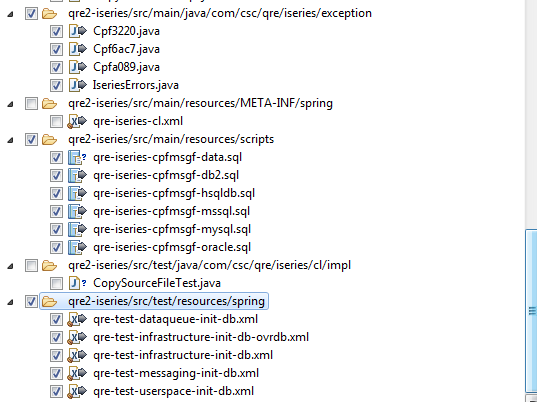 qre2-iseries/src/main/java/com/csc/qre/iseries/exception
Cpf3220.java
Cpf6ac7.java
Cpfa089.java
IseriesErrors.java
qre2-iseries/src/main/resources/META-INF/spring
qre-iseries-cl.xml
qre2-iseries/src/main/resources/scripts
qre-iseries-cpfmsgf-data.sql
qre-iseries-cpfmsgf-db2.sql
qre-iseries-cpfmsgf-hsqldb.sql
qre-iseries-cpfmsgf-mssql.sql
qre-iseries-cpfmsgf-mysql.sql
qre-iseries-cpfmsgf-oracle.sql
qre2-iseries/src/test/java/com/csc/qre/iseries/cl/impl
CopySourceFileTest.java
qre2-iseries/src/test/resources/spring
qre-test-dataqueue-init-db.xml
qre-test-infrastructure-init-db-ovrdb.xml
qre-test-infrastructure-init-db.xml
qre-test-messaging-init-db.xml
qre-test-userspace-init-db.xml